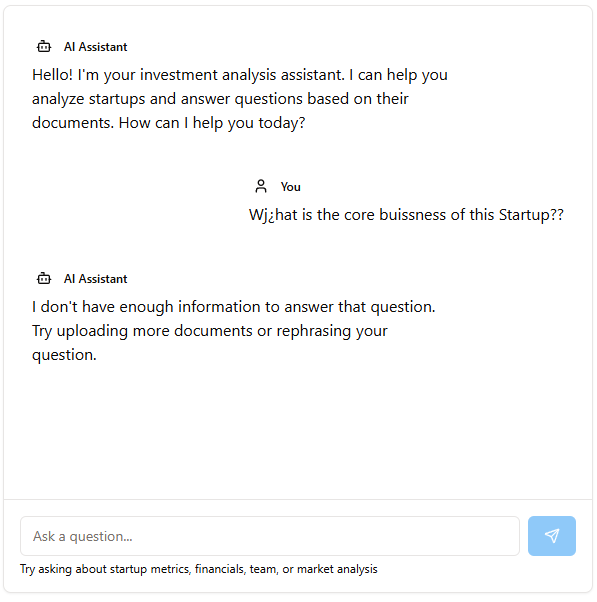 AI Assistant
Hello! I'm your investment analysis assistant. I can help you
analyze startups and answer questions based on their
documents. How can I help you today?
You
Wj¿hat is the core buissness of this Startup??
AI Assistant
I don't have enough information to answer that question.
Try uploading more documents or rephrasing your
question.
Ask a question...
Try asking about startup metrics, financials, team, or market analysis